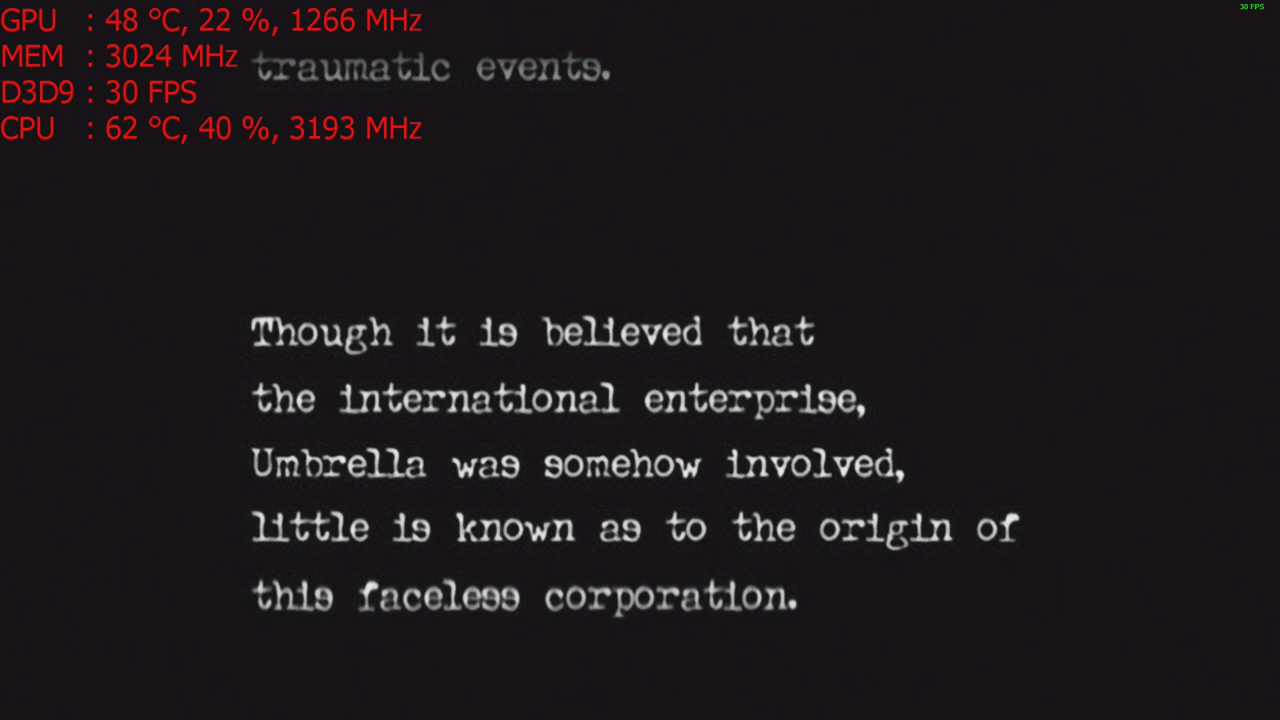 30 FPS
GPU : 48 °C, 22 %, 1266 MHz
MEM : 3024 MHz
D3D9 : 30 FPS
CPU : 62 °C, 40 %, 3193 MHz
traumatic events.
Though it is believed that
the international enterprise,
Umbrella was somehow involved,
little is known as to the origin of
this faceless corporation.